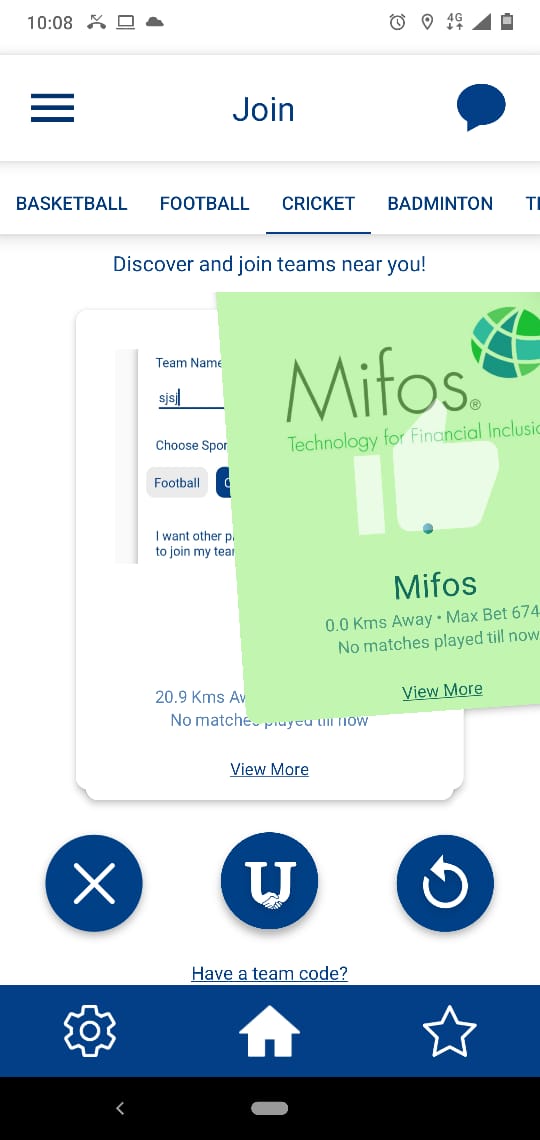 10:08
4G
Join
BASKETBALL FOOTBALL CRICKET BADMINTON
Discover and join teams near you!
Team Name
sjsj
Choose Spor
Football
I want other
to join my tea
Mifos®
Technology for Financial Inclusio
Mifos
0.0 Kms Away • Max Bet 674
No matches played till now
View More
20.9 Kms Aw
No matches played till now
View More
U
Have a team code?